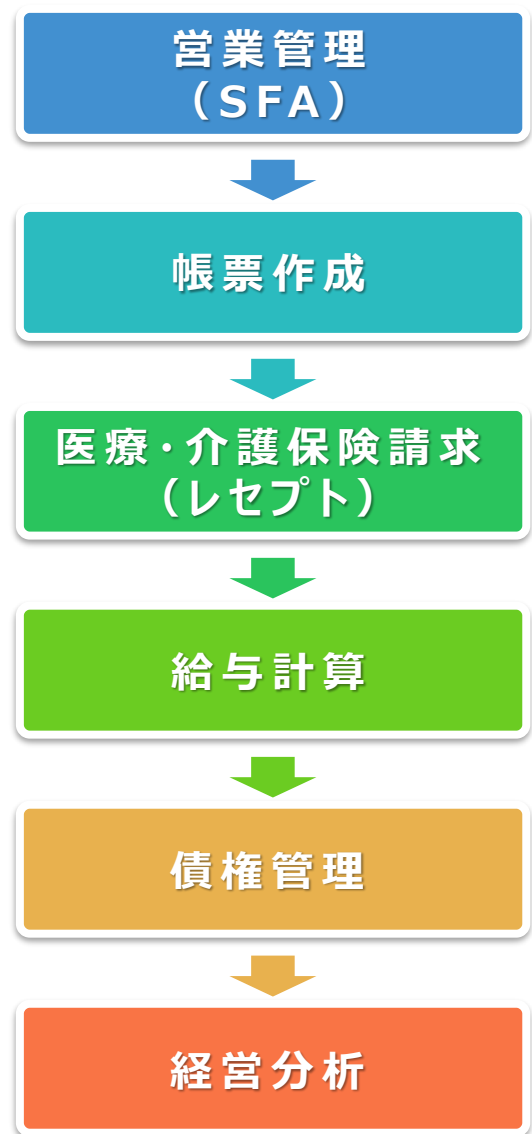 営業管理
（SFA）
帳票作成
医療・介護保険請求
（レセプト）
給与計算
債権管理
経営分析